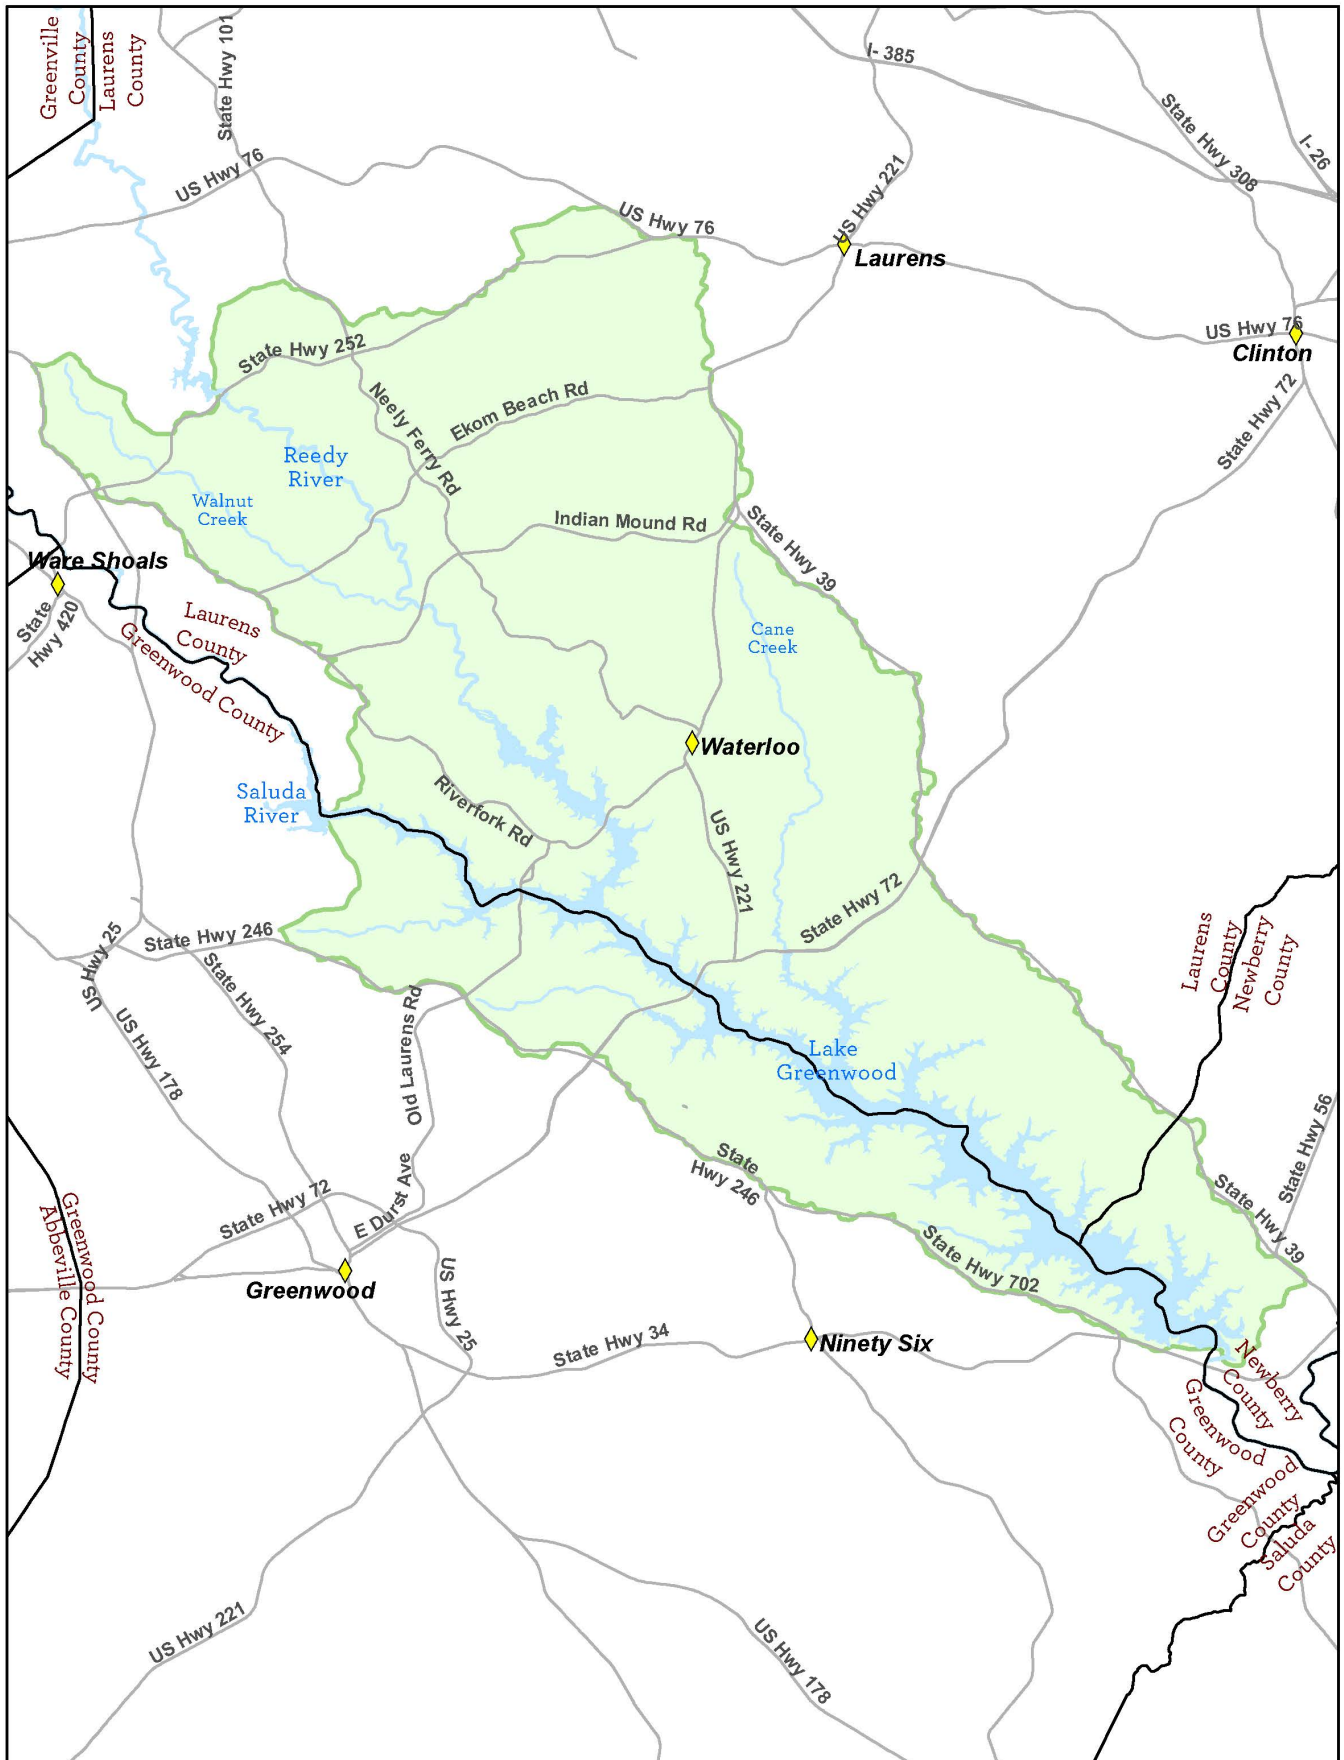 Greenville
County
Laurens
County
State Hwy 101
I- 385
State Hwy 308
I- 26
US Hwy 76
US Hwy 76
US Hwy 221
Laurens
US Hwy 76
Clinton
State Hwy 72
State Hwy 252
Neely Ferry Rd
Ekom Beach Rd
Reedy
River
Walnut
Creek
Indian Mound Rd
State Hwy 39
Ware Shoals
State
Hwy 420
Laurens
County
Greenwood County
Cane
Creek
Waterloo
Saluda
River
Riverfork Rd
US Hwy 221
State Hwy 72
State Hwy 246
US Hwy 25
State Hwy 254
US Hwy 178
Old Laurens Rd
Laurens
County
Newberry
County
Lake
Greenwood
State Hwy 56
State
Hwy 246
State Hwy 39
Greenwood County
Abbeville County
State Hwy 72
E Durst Ave
State Hwy 702
Greenwood
US Hwy 25
State Hwy 34
Ninety Six
Newberry
County
Greenwood
County
Greenwood
County
Saluda
County
US Hwy 221
US Hwy 178